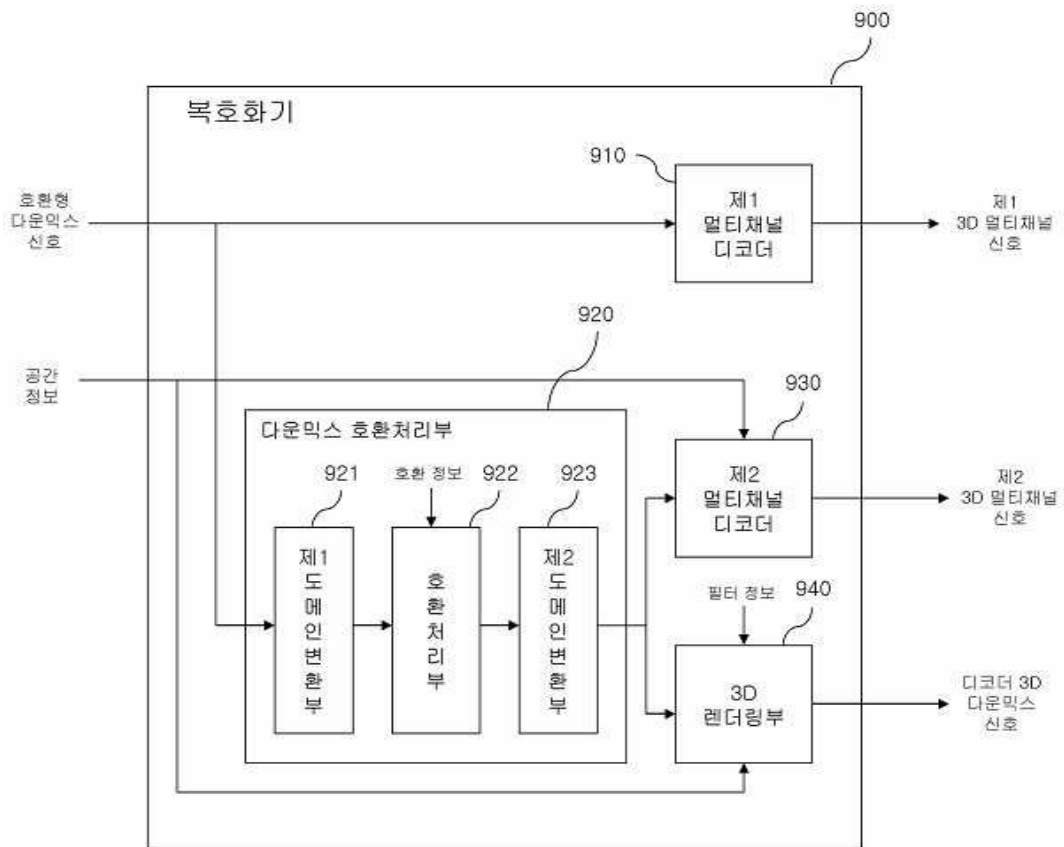 900
복호화기
910
호환형
다운믹스
신호
제1
멀티채널
디코더
제1
3D 멀티채널
신호
920
공간
정보
930
다운믹스 호환처리부
921
호환 정보
922
923
제2
멀티채널
디코더
제2
3D 멀티채널
신호
제1도메인변환부
호환처리부
제2도메인변환부
필터 정보
940
3D
렌더링부
디코더 3D
다운믹스
신호